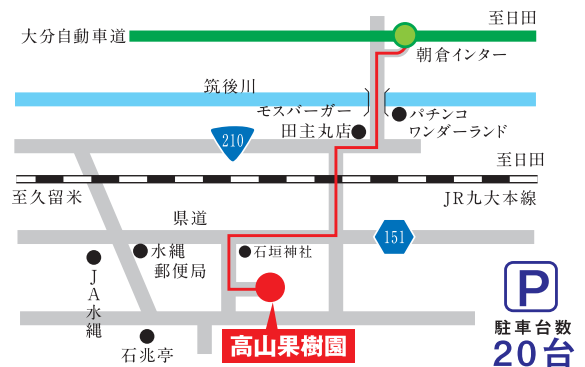 至日田
大分自動車道
朝倉インター
筑後川
モスバーガー
パチンコ
ワンダーランド
田主丸店
210
至日田
至久留米
JR九大本線
県道
151
水縄
郵便局
石垣神社
JA水縄
P
駐車台数
20台
高山果樹園
石兆亭